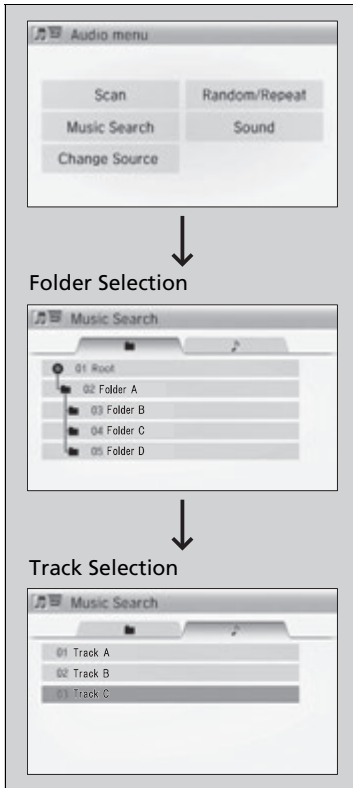 Audio menu
Scan Random/Repeat
Music Search Sound
Change Source
Folder Selection
Music Search
01 Root
02 Folder A
03 Folder B
04 Folder C
05 Folder D
Track Selection
Music Search
01 Track A
02 Track B
03 Track C